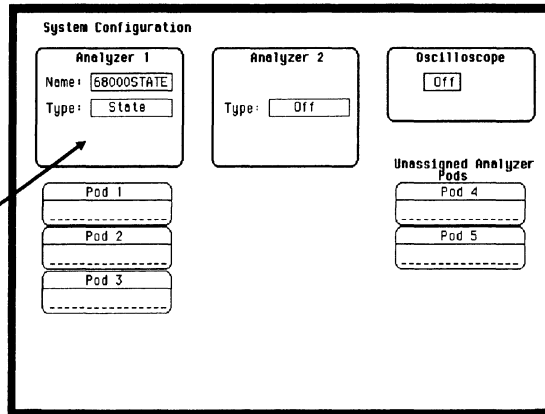 System Configuration
Analyzer 1
Name: 68000STATE
Type: State
Analyzer 2
Type: Off
Oscilloscope
Off
Unassigned Analyzer
Pods
Pod 1
Pod 2
Pod 3
Pod 4
Pod 5